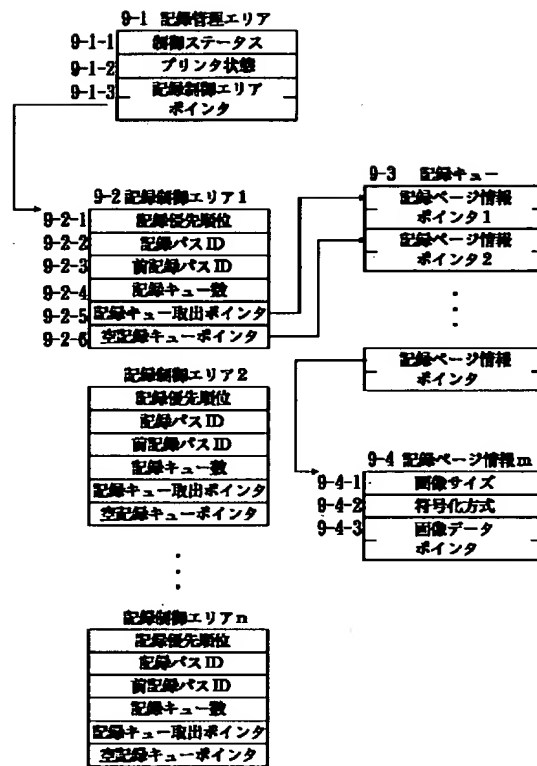 9-1 記録管理エリア
9-1-1 制御ステータス
9-1-2 プリンタ状態
9-1-3 記録制御エリア
ポインタ
9-2 記録制御エリア1
9-2-1 記録優先順位
9-2-2 記録パスID
9-2-3 前記録パスID
9-2-4 記録キュー数
9-2-5 記録キュー取出ポインタ
9-2-6 空記録キューポインタ
9-3 記録キュー
記録ページ情報
ポインタ1
記録ページ情報
ポインタ2
記録ページ情報
ポインタ
9-4 記録ページ情報m
9-4-1 画像サイズ
9-4-2 符号化方式
9-4-3 画像データ
ポインタ
記録制御エリア2
記録優先順位
記録パスID
前記録パスID
記録キュー数
記録キュー取出ポインタ
空記録キューポインタ
記録制御エリアn
記録優先順位
記録パスID
前記録パスID
記録キュー数
記録キュー取出ポインタ
空記録キューポインタ